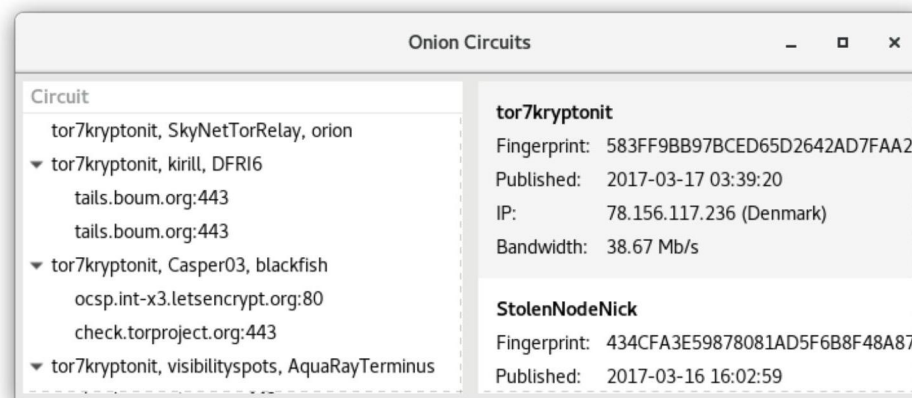 Onion Circuits
Circuit
tor7kryptonit, SkyNetTorRelay, orion
tor7kryptonit, kirill, DFRI6
tails.boum.org:443
tails.boum.org:443
tor7kryptonit, Casper03, blackfish
ocsp.int-x3.letsencrypt.org:80
check.torproject.org:443
tor7kryptonit, visibilityspots, AquaRayTerminus
tor7kryptonit
Fingerprint: 583FF9BB97BCED65D2642AD7FAA2
Published: 2017-03-17 03:39:20
IP: 78.156.117.236 (Denmark)
Bandwidth: 38.67 Mb/s
StolenNodeNick
Fingerprint: 434CFA3E59878081AD5F6B8F48A87
Published: 2017-03-16 16:02:59